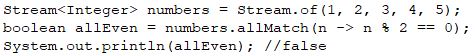 Stream<Integer> numbers = Stream.of(1, 2, 3, 4, 5);
boolean allEven = numbers.allMatch(n -> n % 2 == 0);
System.out.println(allEven); //false